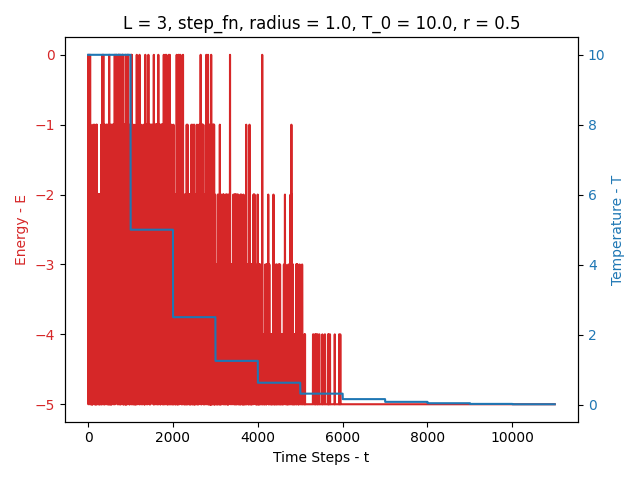 L = 3, step_fn, radius = 1.0, T_0 = 10.0, r = 0.5
Energy - E
0
−1
−2
−3
−4
−5
10
8
6
4
2
0
Temperature - T
0 2000 4000 6000 8000 10000
Time Steps - t